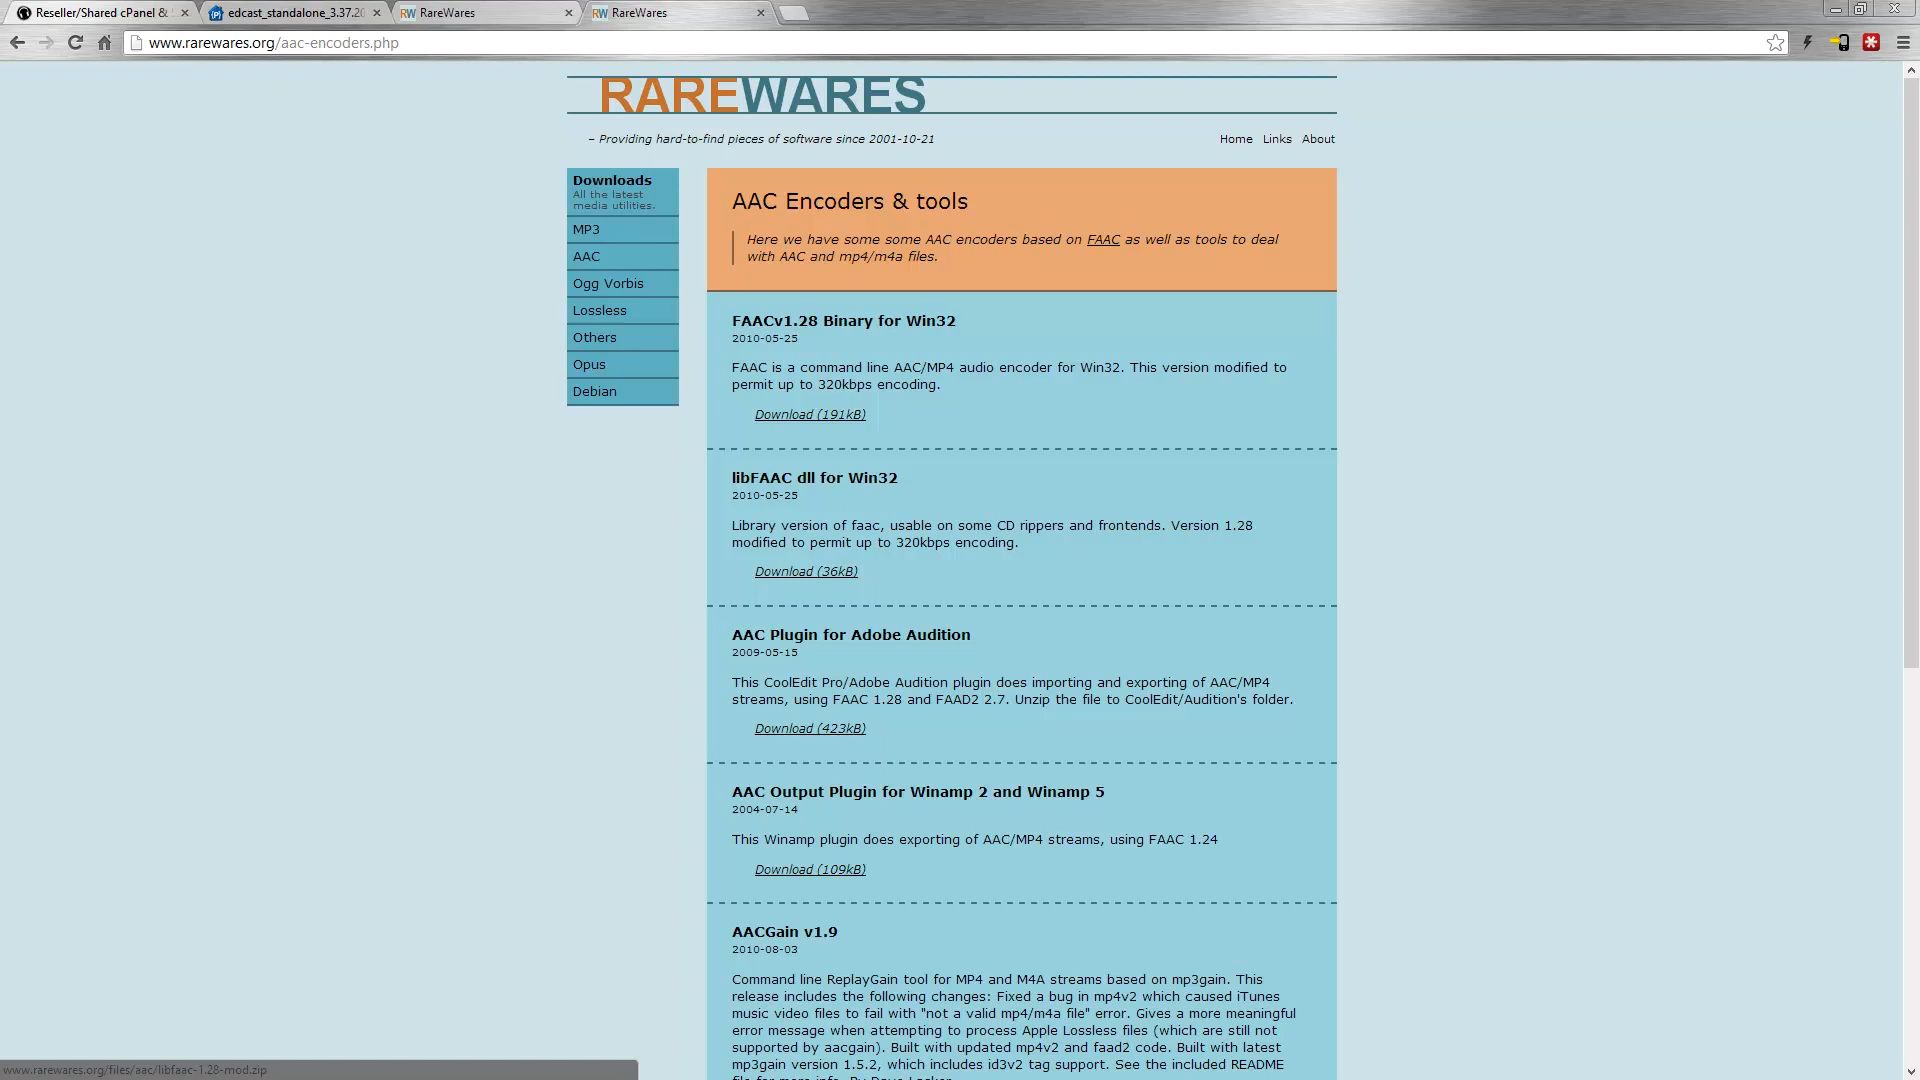 Reseller/Shared cPanel &
edcast_standalone_3.37.20
RareWares
RareWares
www.rarewares.org/aac-encoders.php
RAREWARES
– Providing hard-to-find pieces of software since 2001-10-21
Home Links About
Downloads
All the latest
media utilities.
MP3
AAC
Ogg Vorbis
Lossless
Others
Opus
Debian
AAC Encoders & tools
Here we have some some AAC encoders based on FAAC as well as tools to deal
with AAC and mp4/m4a files.
FAACv1.28 Binary for Win32
2010-05-25
FAAC is a command line AAC/MP4 audio encoder for Win32. This version modified to
permit up to 320kbps encoding.
Download (191kB)
libFAAC dll for Win32
2010-05-25
Library version of faac, usable on some CD rippers and frontends. Version 1.28
modified to permit up to 320kbps encoding.
Download (36kB)
AAC Plugin for Adobe Audition
2009-05-15
This CoolEdit Pro/Adobe Audition plugin does importing and exporting of AAC/MP4
streams, using FAAC 1.28 and FAAD2 2.7. Unzip the file to CoolEdit/Audition's folder.
Download (423kB)
AAC Output Plugin for Winamp 2 and Winamp 5
2004-07-14
This Winamp plugin does exporting of AAC/MP4 streams, using FAAC 1.24
Download (109kB)
AACGain v1.9
2010-08-03
Command line ReplayGain tool for MP4 and M4A streams based on mp3gain. This
release includes the following changes: Fixed a bug in mp4v2 which caused iTunes
music video files to fail with "not a valid mp4/m4a file" error. Gives a more meaningful
error message when attempting to process Apple Lossless files (which are still not
supported by aacgain). Built with updated mp4v2 and faad2 code. Built with latest
mp3gain version 1.5.2, which includes id3v2 tag support. See the included README
www.rarewares.org/files/aac/libfaac-1.28-mod.zip